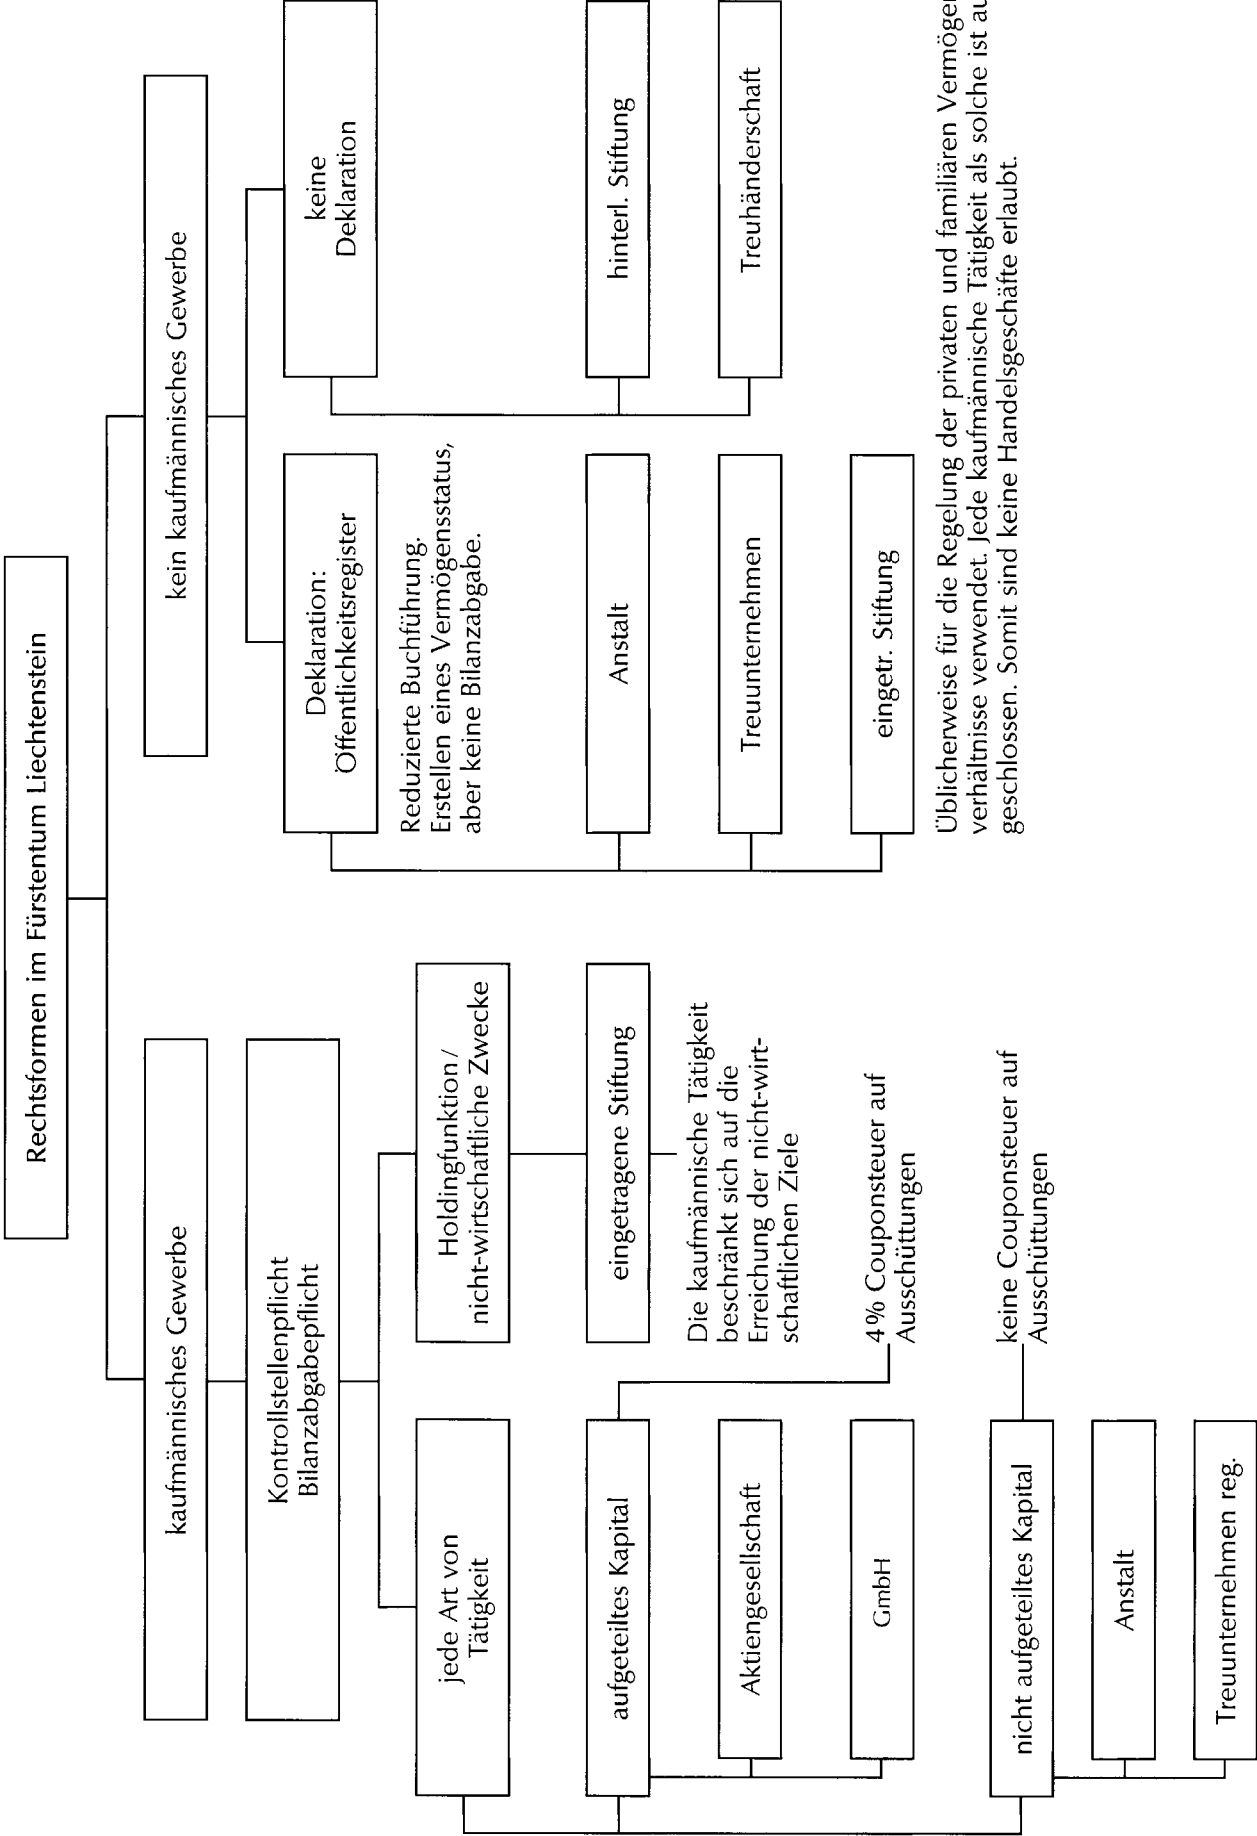 Rechtsformen im Fürstentum Liechtenstein
kaufmännisches Gewerbe
Kontrollstellenpflicht
Bilanzabgabepflicht
jede Art von
Tätigkeit
aufgeteiltes Kapital
4% Couponsteuer auf
Ausschüttungen
Aktiengesellschaft
GmbH
nicht aufgeteiltes Kapital
keine Couponsteuer auf
Ausschüttungen
Anstalt
Treuunternehmen reg.
Holdingfunktion/
nicht-wirtschaftliche Zwecke
eingetragene Stiftung
Die kaufmännische Tätigkeit
beschränkt sich auf die
Erreichung der nicht-wirt-
schaftlichen Ziele
kein kaufmännisches Gewerbe
Deklaration:
Öffentlichkeitsregister
Reduzierte Buchführung.
Erstellen eines Vermögensstatus,
aber keine Bilanzabgabe.
Anstalt
Treuunternehmen
eingetr. Stiftung
keine
Deklaration
hinterl. Stiftung
Treuhänderschaft
Üblicherweise für die Regelung der privaten und familiären Vermögen
verhältnisse verwendet. Jede kaufmännische Tätigkeit als solche ist au
geschlossen. Somit sind keine Handelsgeschäfte erlaubt.